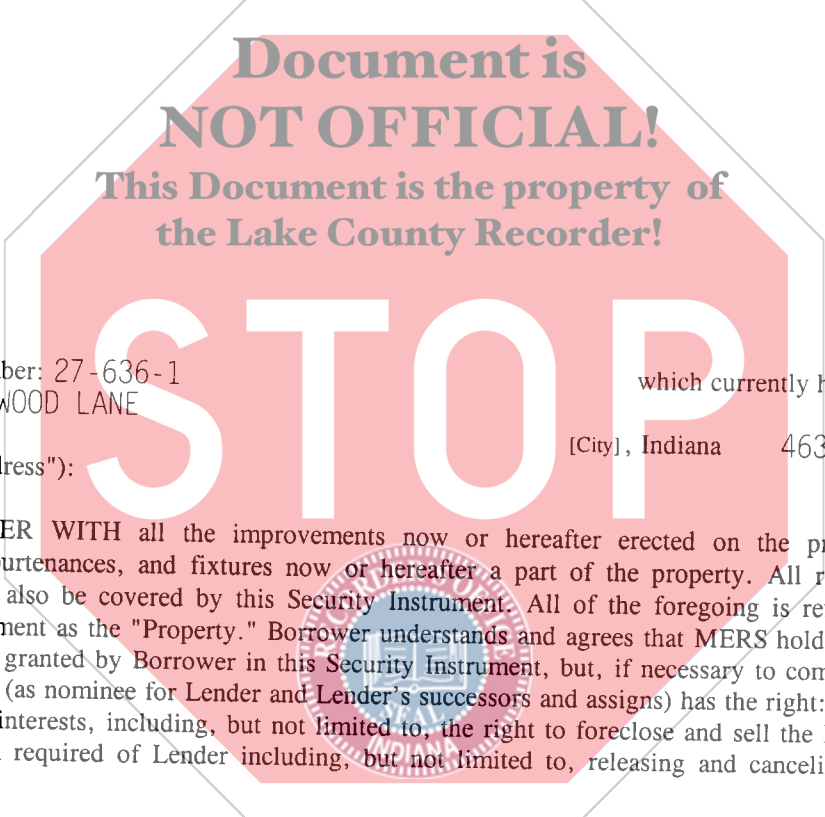 Document is
NOT OFFICIAL!
This Document is the property of
the Lake County Recorder!
STOP
ber: 27-636-1
which currently h
WOOD LANE
[City], Indiana 463
dress"):
ER WITH all the improvements now or hereafter erected on the pr
urtenances, and fixtures now or hereafter a part of the property. All r
also be covered by this Security Instrument. All of the foregoing is re
ment as the "Property." Borrower understands and agrees that MERS hold
granted by Borrower in this Security Instrument, but, if necessary to com
(as nominee for Lender and Lender's successors and assigns) has the right:
interests, including, but not limited to, the right to foreclose and sell the
required of Lender including, but not limited to, releasing and canceli
SEAL
INDIANA